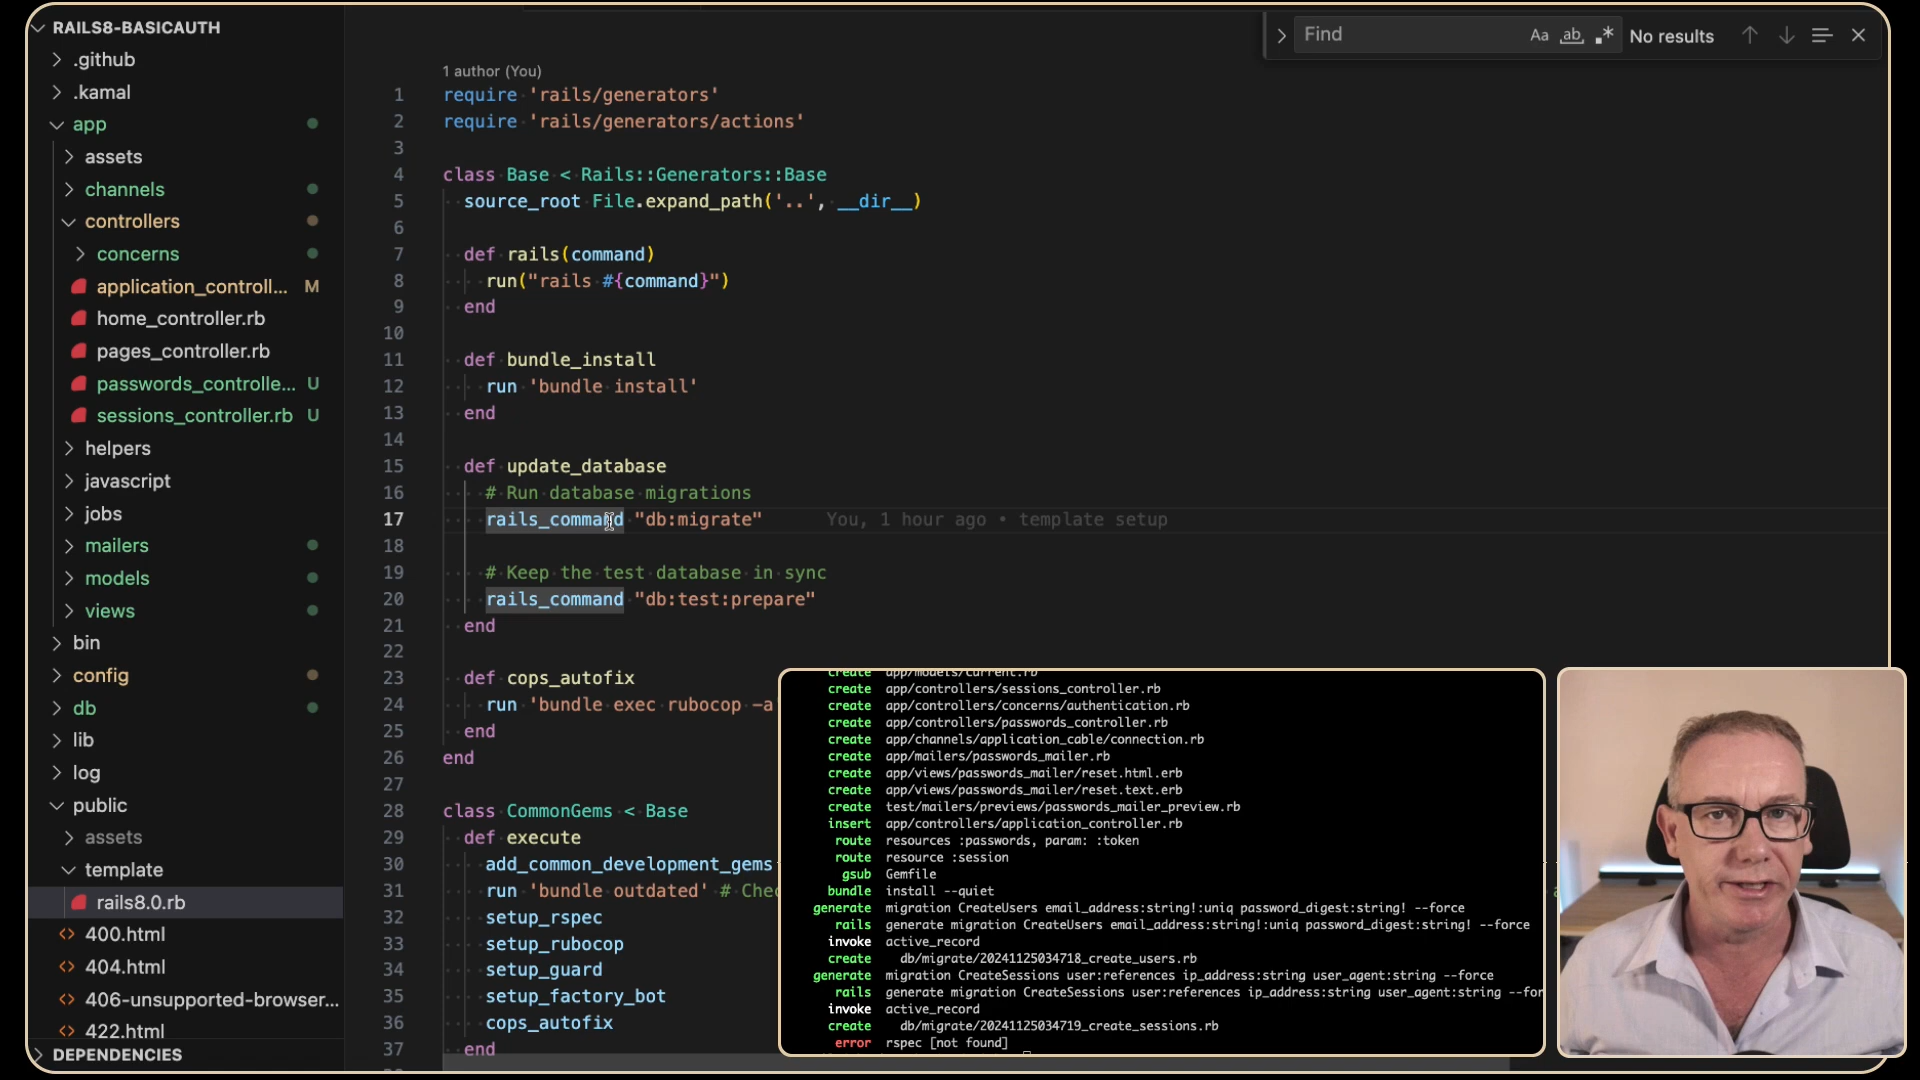 RAILS8-BASICAUTH
.github
.kamal
app
assets
channels
controllers
concerns
application_controll... M
home_controller.rb
pages_controller.rb
passwords_controlle... U
sessions_controller.rb U
helpers
javascript
jobs
mailers
models
views
bin
config
db
lib
log
public
assets
template
rails8.0.rb
400.html
404.html
406-unsupported-browser...
422.html
DEPENDENCIES
Find Aa ab .* No results
1 author (You)
1 require 'rails/generators'
2 require 'rails/generators/actions'
3
4 class Base < Rails::Generators::Base
5 source_root File.expand_path('..', __dir__)
6
7 def rails(command)
8 run("rails #{command}")
9 end
10
11 def bundle_install
12 run 'bundle install'
13 end
14
15 def update_database
16 # Run database migrations
17 rails_command "db:migrate" You, 1 hour ago • template setup
18
19 # Keep the test database in sync
20 rails_command "db:test:prepare"
21 end
22
23 def cops_autofix
24 run 'bundle exec rubocop -a
25 end
26 end
27
28 class CommonGems < Base
29 def execute
30 add_common_development_gems
31 run 'bundle outdated' # Chec
32 setup_rspec
33 setup_rubocop
34 setup_guard
35 setup_factory_bot
36 cops_autofix
37 end
create app/models/current.rb
create app/controllers/sessions_controller.rb
create app/controllers/concerns/authentication.rb
create app/controllers/passwords_controller.rb
create app/channels/application_cable/connection.rb
create app/mailers/passwords_mailer.rb
create app/views/passwords_mailer/reset.html.erb
create app/views/passwords_mailer/reset.text.erb
create test/mailers/previews/passwords_mailer_preview.rb
insert app/controllers/application_controller.rb
route resources :passwords, param: :token
route resource :session
gsub Gemfile
bundle install --quiet
generate migration CreateUsers email_address:string!:uniq password_digest:string! --force
rails generate migration CreateUsers email_address:string!:uniq password_digest:string! --force
invoke active_record
create db/migrate/20241125034718_create_users.rb
generate migration CreateSessions user:references ip_address:string user_agent:string --force
rails generate migration CreateSessions user:references ip_address:string user_agent:string --for
invoke active_record
create db/migrate/20241125034719_create_sessions.rb
error rspec [not found]